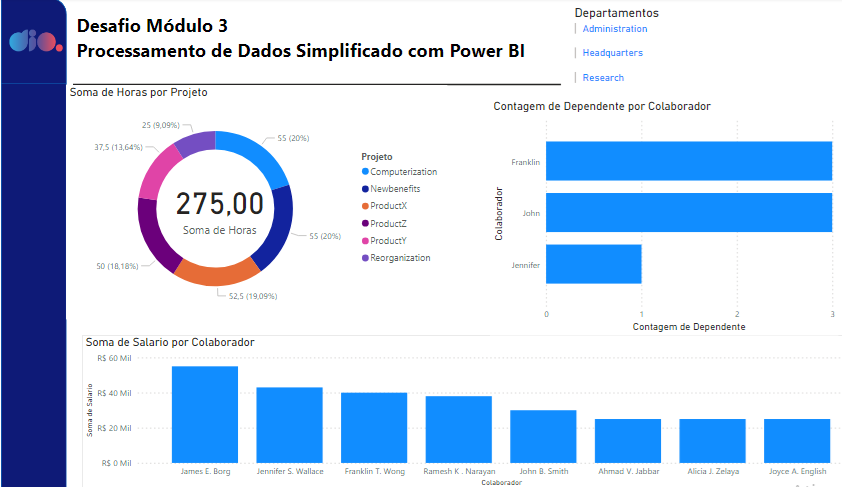 dio.
Desafio Módulo 3
Processamento de Dados Simplificado com Power BI
Departamentos
Administration
Headquarters
Research
Soma de Horas por Projeto
25 (9,09%)
55 (20%)
37,5 (13,64%)
275,00
Soma de Horas
50 (18,18%)
55 (20%)
52,5 (19,09%)
Projeto
Computerization
Newbenefits
ProductX
ProductZ
ProductY
Reorganization
Contagem de Dependente por Colaborador
Colaborador
Franklin
John
Jennifer
0 1 2 3
Contagem de Dependente
Soma de Salario por Colaborador
Soma de Salario
R$ 60 Mil
R$ 40 Mil
R$ 20 Mil
R$ 0 Mil
James E. Borg Jennifer S. Wallace Franklin T. Wong Ramesh K . Narayan John B. Smith Ahmad V. Jabbar Alicia J. Zelaya Joyce A. English
Colaborador